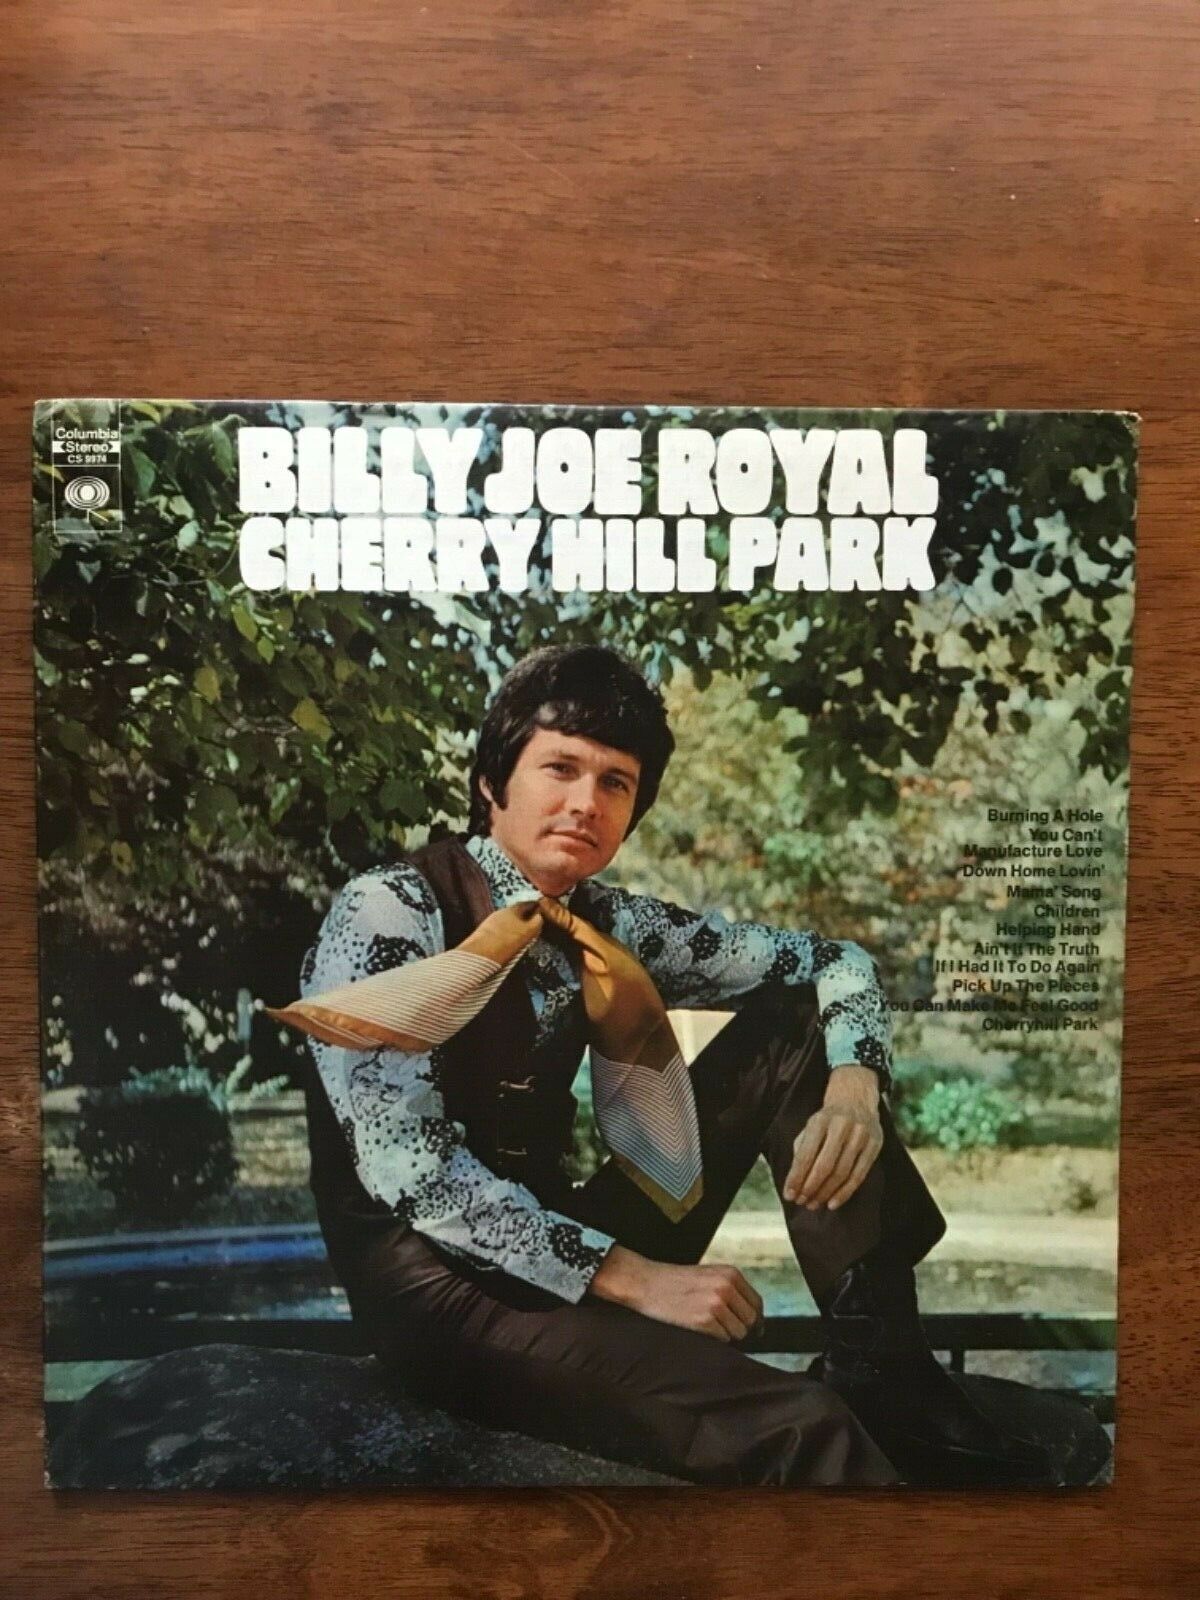 Columbia
Stereo
CS 9974
BILLY JOE ROYAL
CHERRY HILL PARK
Burning A Hole
You Can't
Manufacture Love
Down Home Lovin'
Mama' Song
Children
Helping Hand
Ain't It The Truth
If I Had It To Do Again
Pick Up The Pieces
You Can Make Me Feel Good
Cherryhill Park